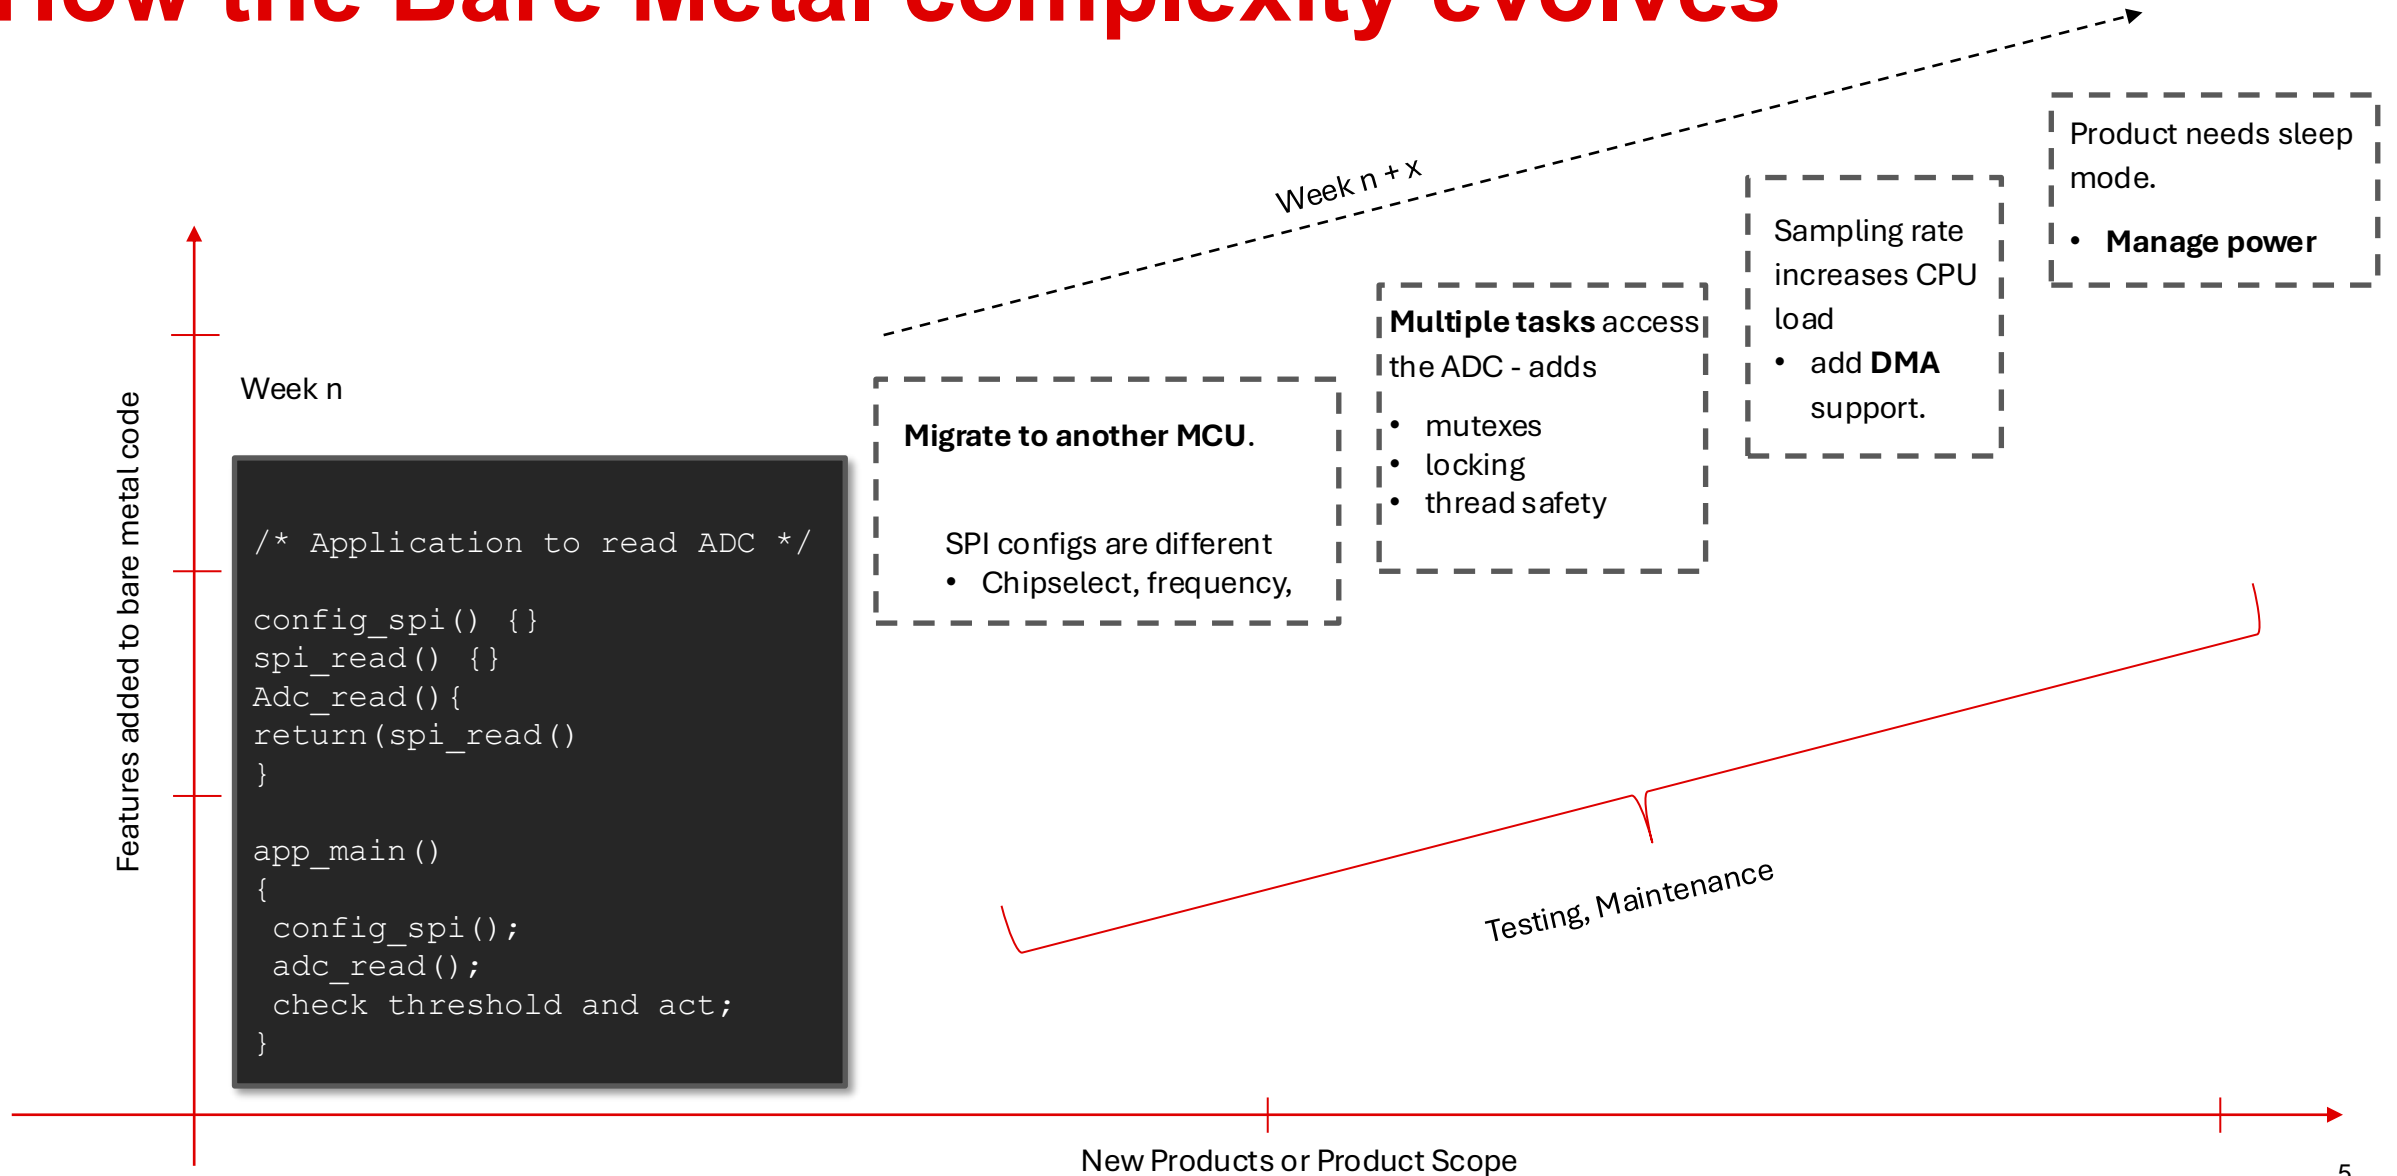 How the Bare Metal complexity evolves
Week n + x
Product needs sleep
mode.
• Manage power
Sampling rate
increases CPU
load
• add DMA
support.
Multiple tasks access
the ADC - adds
• mutexes
• locking
• thread safety
Migrate to another MCU.
SPI configs are different
• Chipselect, frequency,
Week n
/* Application to read ADC */
config_spi() {}
spi_read() {}
Adc_read(){
return(spi_read()
}
app_main()
{
config_spi();
adc_read();
check threshold and act;
}
Features added to bare metal code
Testing, Maintenance
New Products or Product Scope
5